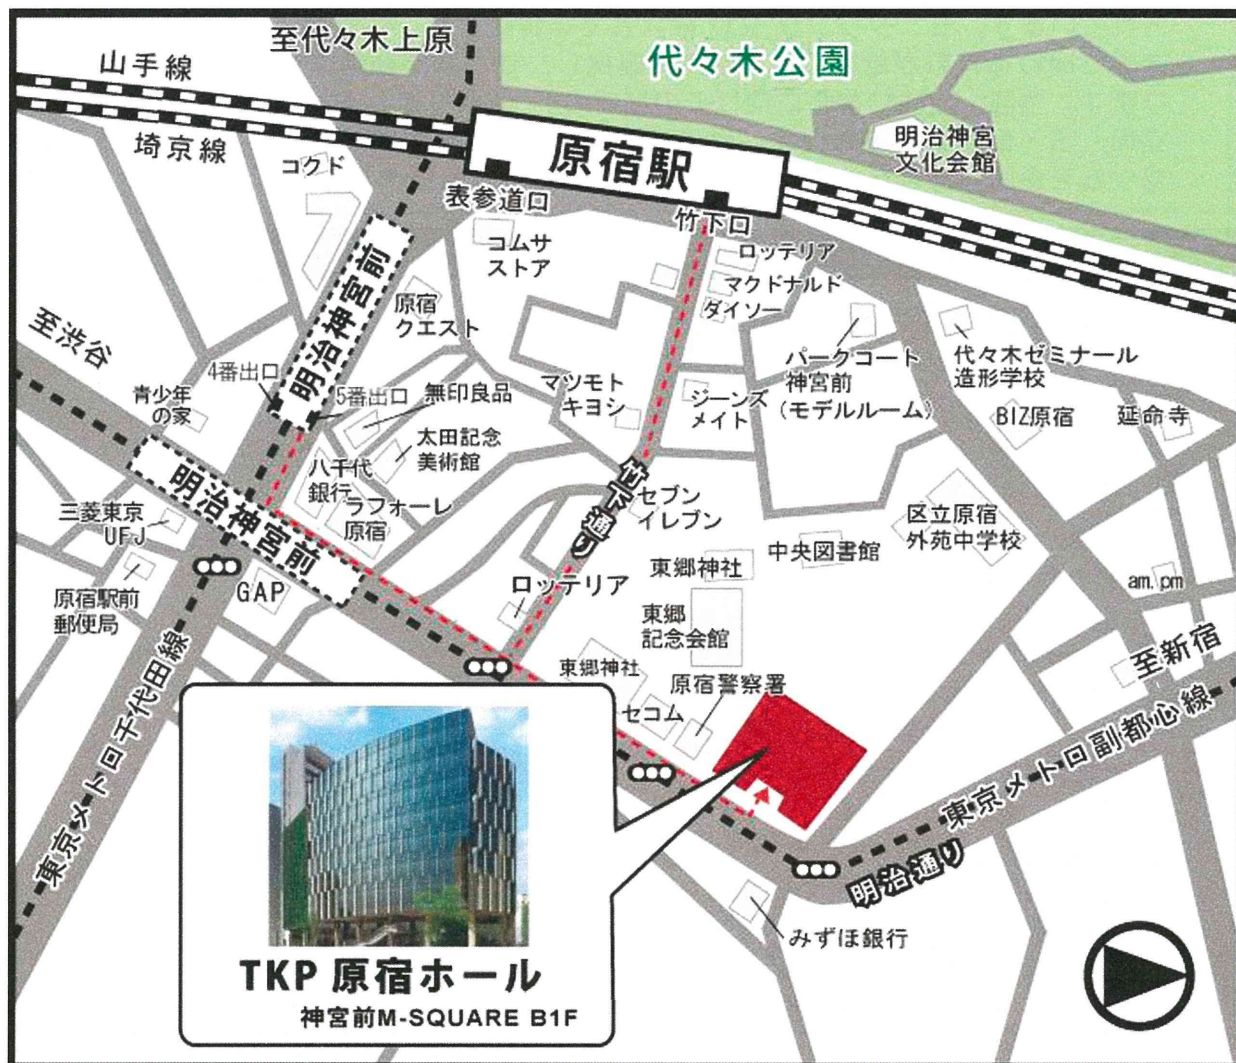 至代々木上原
代々木公園
山手線
埼京線
原宿駅
明治神宮
文化会館
コクド
表参道口
竹下口
コムサ
ストア
ロッテリア
マクドナルド
ダイソー
明治神宮前
原宿
クエスト
至渋谷
4番出口
5番出口
無印良品
青少年
の家
マツモト
キヨシ
ジーンズ
メイト
パークコート
神宮前
(モデルルーム)
代々木ゼミナール
造形学校
BIZ原宿
延命寺
太田記念
美術館
八千代
銀行
ラフォーレ
原宿
明治神宮前
三菱東京
UFJ
竹下通り
セブン
イレブン
区立原宿
外苑中学校
中央図書館
東郷神社
原宿駅前
郵便局
GAP
ロッテリア
am.pm
東郷
記念会館
東郷神社
原宿警察署
セコム
至新宿
東京メトロ千代田線
東京メトロ副都心線
明治通り
みずほ銀行
TKP 原宿ホール
神宮前M-SQUARE B1F